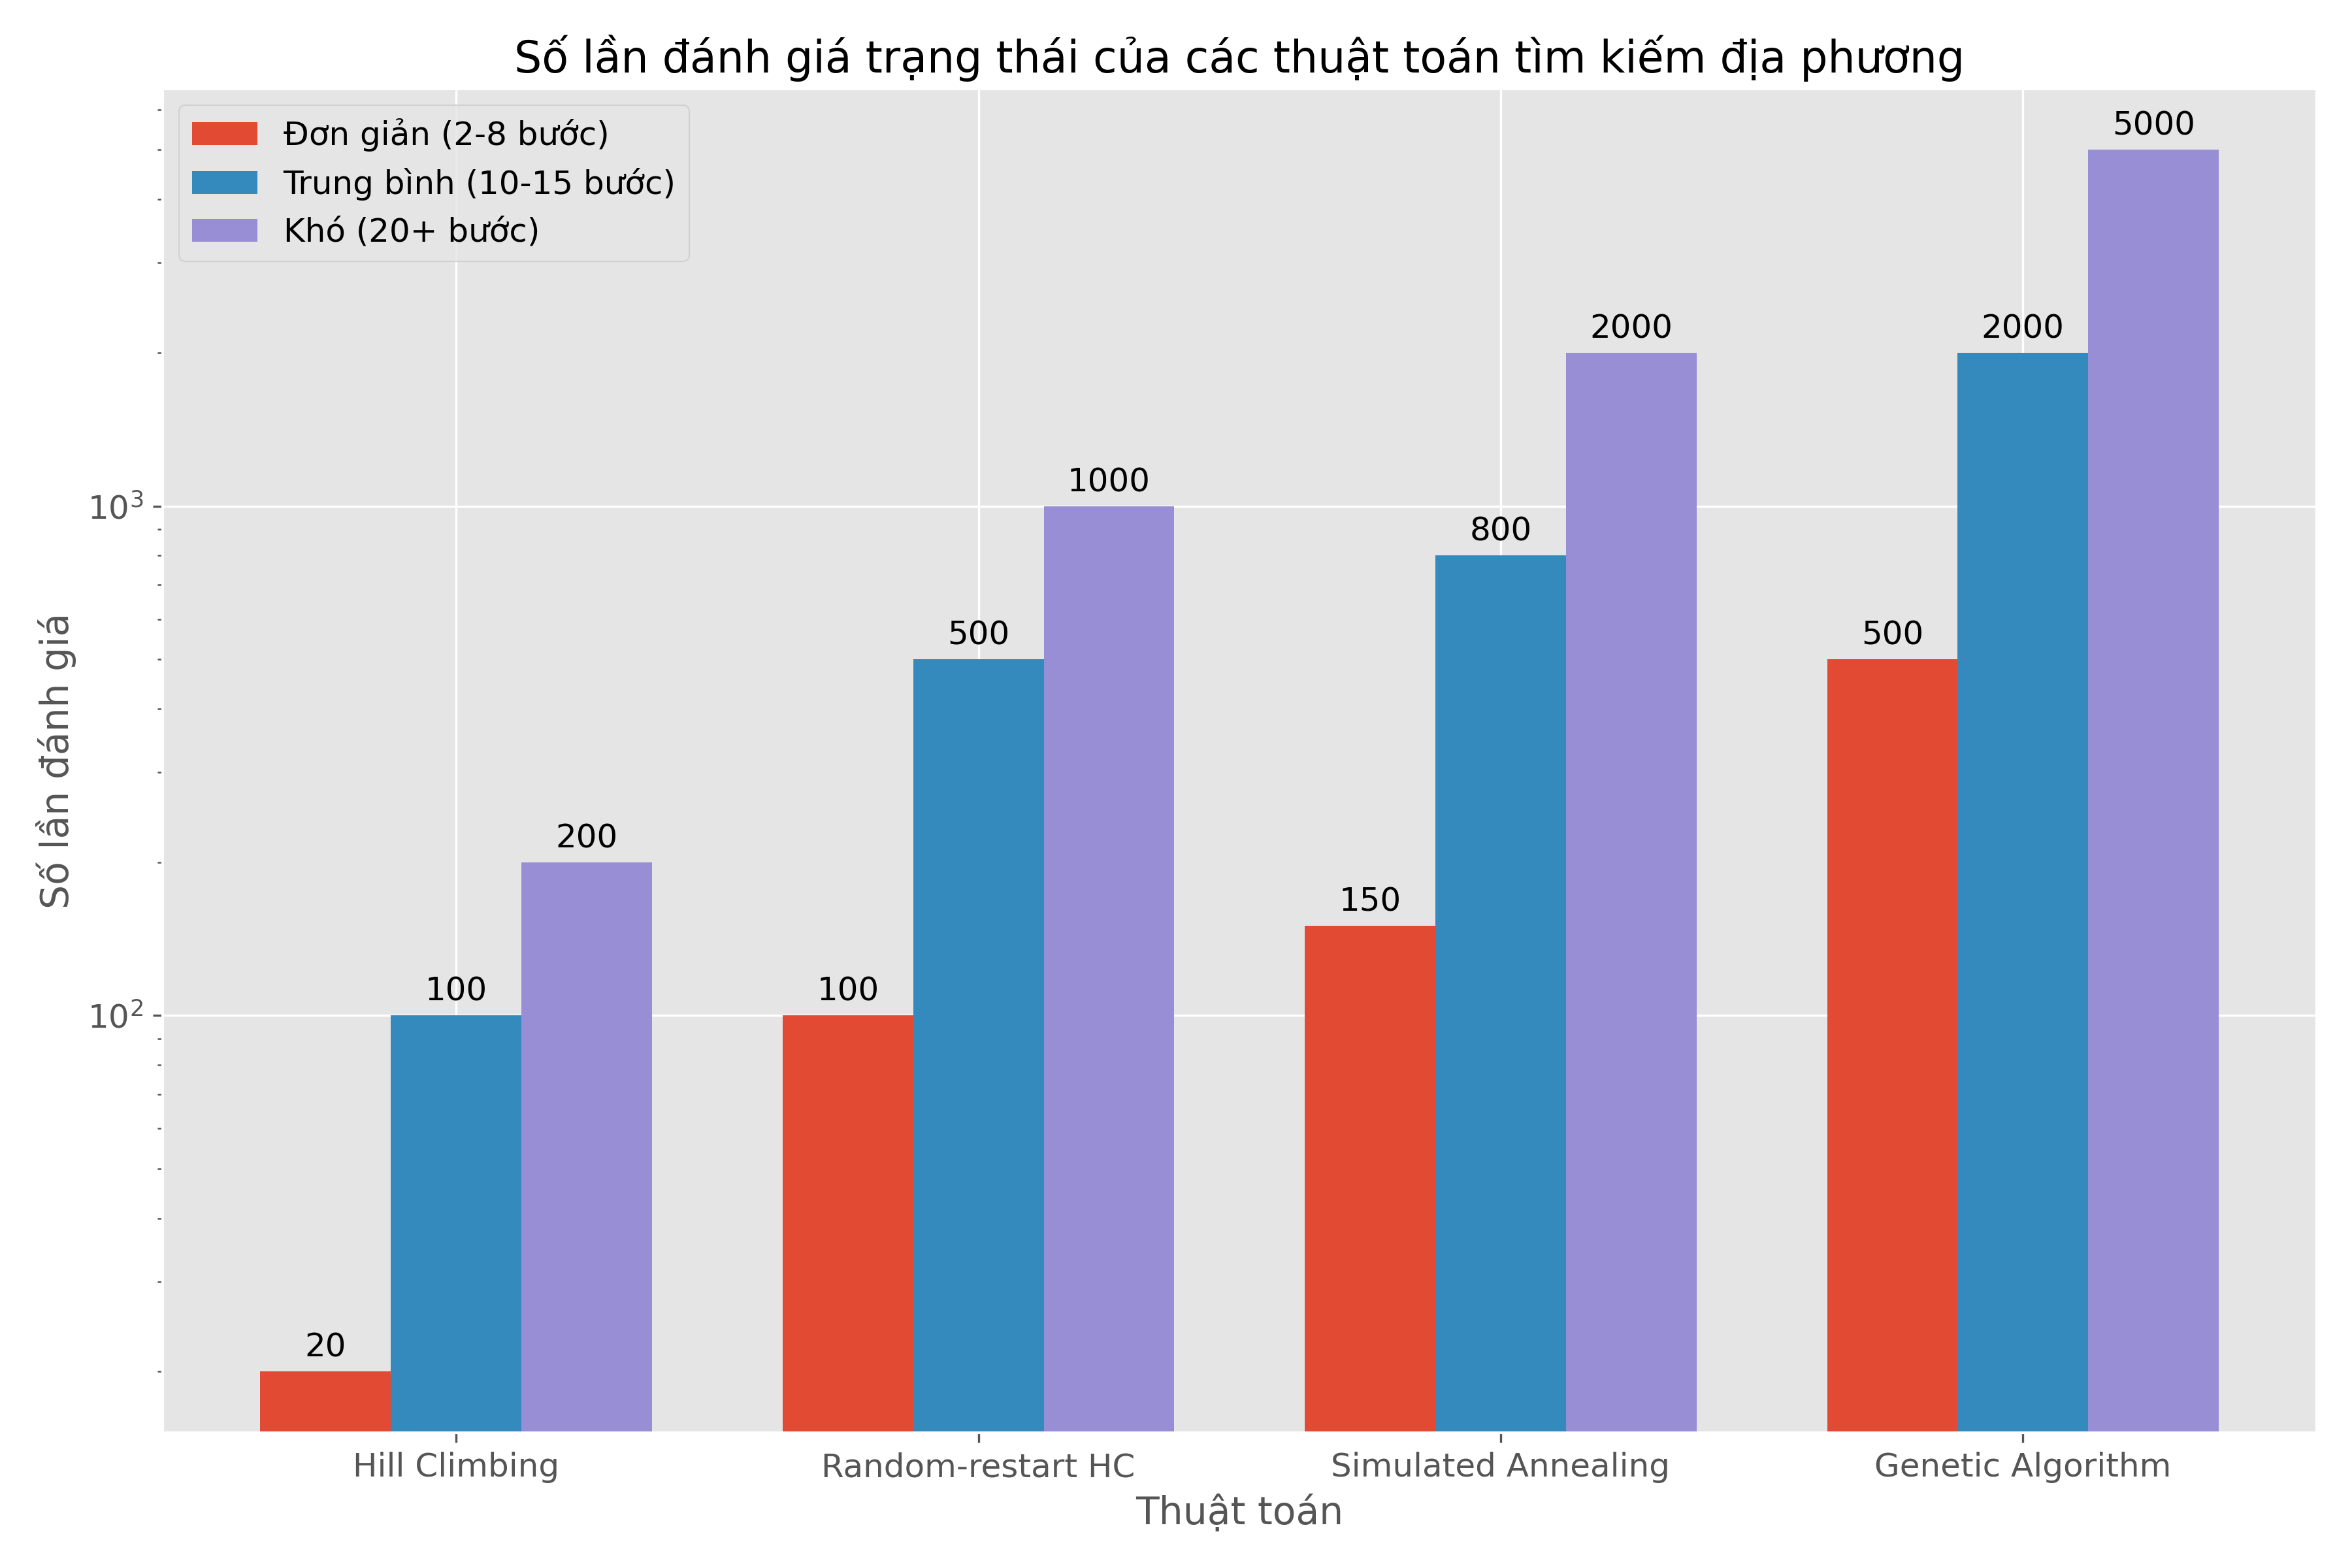 Số lần đánh giá trạng thái của các thuật toán tìm kiếm địa phương
Đơn giản (2-8 bước)
Trung bình (10-15 bước)
Khó (20+ bước)
5000
2000
2000
1000
800
500
500
200
150
100
100
20
10³
10²
Số lần đánh giá
Hill Climbing
Random-restart HC
Simulated Annealing
Genetic Algorithm
Thuật toán